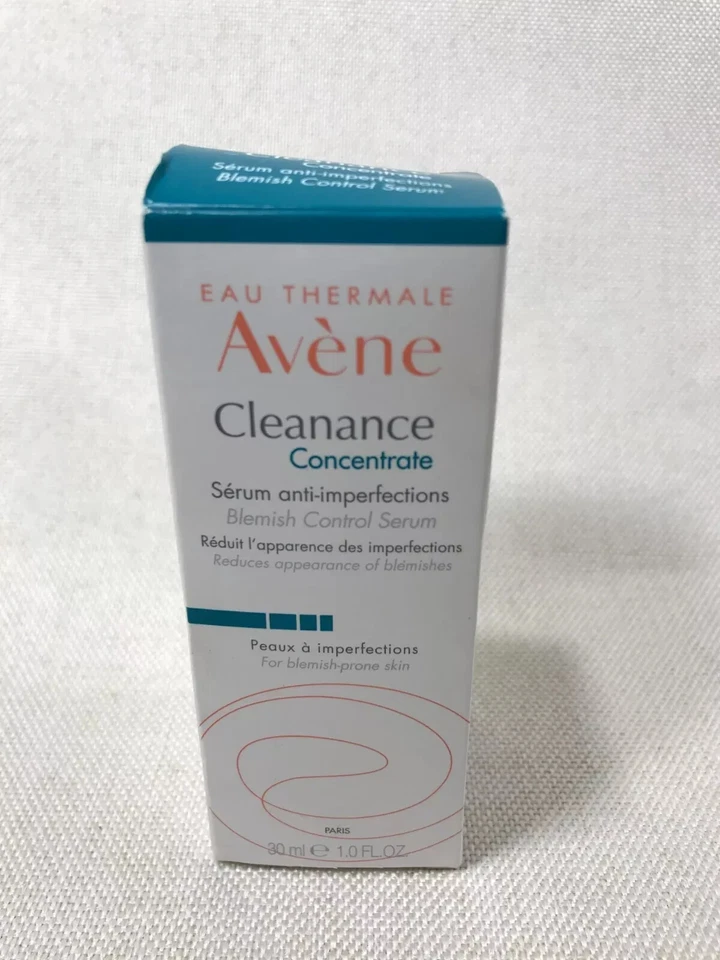 Concentrate
Sérum anti-imperfections
Blemish Control Serum
EAU THERMALE
Avène
Cleanance
Concentrate
Sérum anti-imperfections
Blemish Control Serum
Réduit l'apparence des imperfections
Reduces appearance of blemishes
Peaux à imperfections
For blemish-prone skin
PARIS
30 ml ℮ 1.0 FL.OZ.